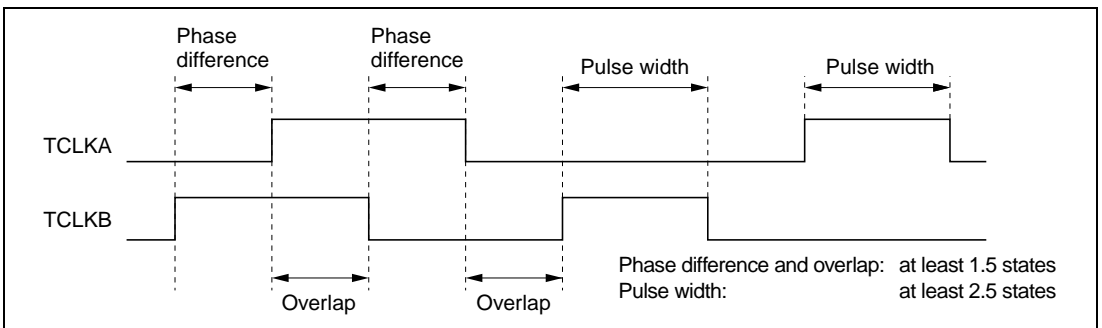 Phase
difference
Phase
difference
Pulse width
Pulse width
TCLKA
TCLKB
Overlap
Overlap
Phase difference and overlap: at least 1.5 states
Pulse width: at least 2.5 states